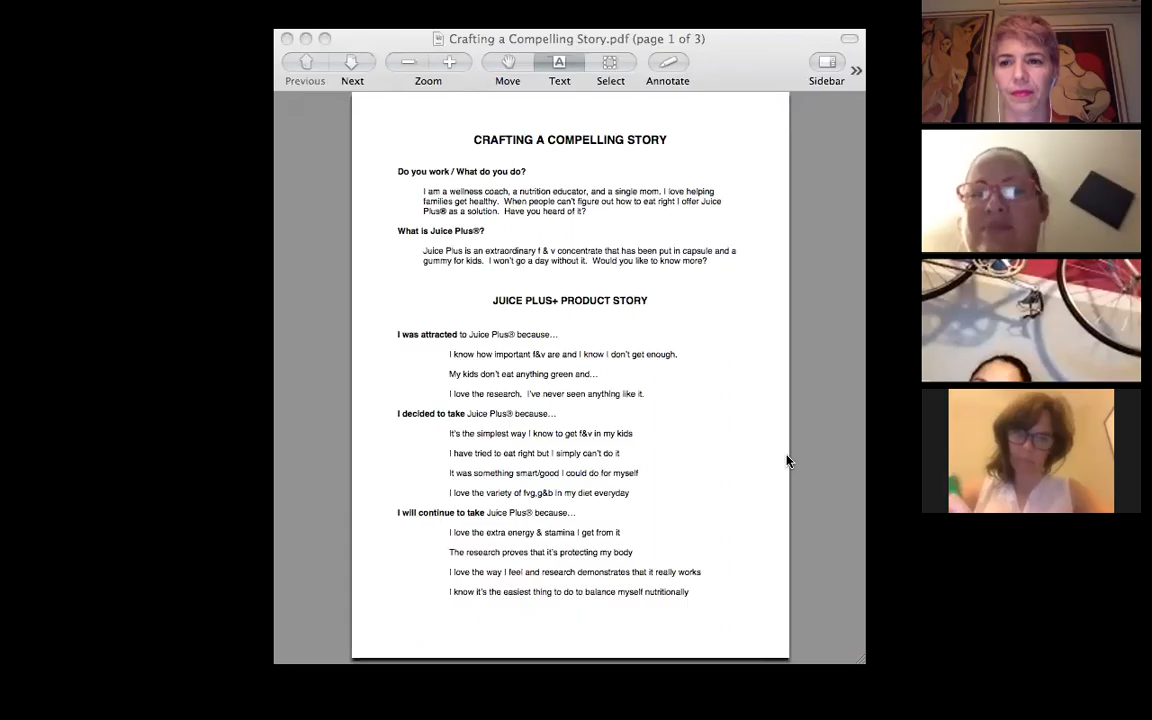 Crafting a Compelling Story.pdf (page 1 of 3)
Previous Next Zoom Move Text Select Annotate Sidebar
CRAFTING A COMPELLING STORY
Do you work / What do you do?
I am a wellness coach, a nutrition educator, and a single mom. I love helping
families get healthy. When people can't figure out how to eat right I offer Juice
Plus® as a solution. Have you heard of it?
What is Juice Plus®?
Juice Plus is an extraordinary f & v concentrate that has been put in capsule and a
gummy for kids. I won't go a day without it. Would you like to know more?
JUICE PLUS+ PRODUCT STORY
I was attracted to Juice Plus® because…
I know how important f&v are and I know I don't get enough.
My kids don't eat anything green and…
I love the research, I've never seen anything like it.
I decided to take Juice Plus® because…
It's the simplest way I know to get f&v in my kids
I have tried to eat right but I simply can't do it
It was something smart/good I could do for myself
I love the variety of fvg,g&b in my diet everyday
I will continue to take Juice Plus® because…
I love the extra energy & stamina I get from it
The research proves that it's protecting my body
I love the way I feel and research demonstrates that it really works
I know it's the easiest thing to do to balance myself nutritionally